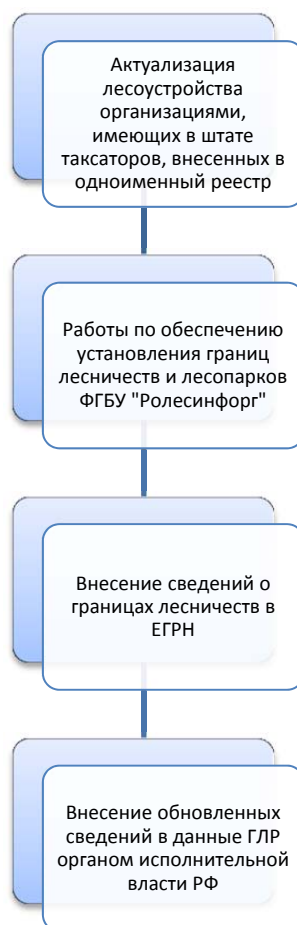 Актуализация
лесоустройства
организациями,
имеющих в штате
таксаторов, внесенных в
одноименный реестр
Работы по обеспечению
установления границ
лесничеств и лесопарков
ФГБУ "Ролесинфорг"
Внесение сведений о
границах лесничеств в
ЕГРН
Внесение обновленных
сведений в данные ГЛР
органом исполнительной
власти РФ